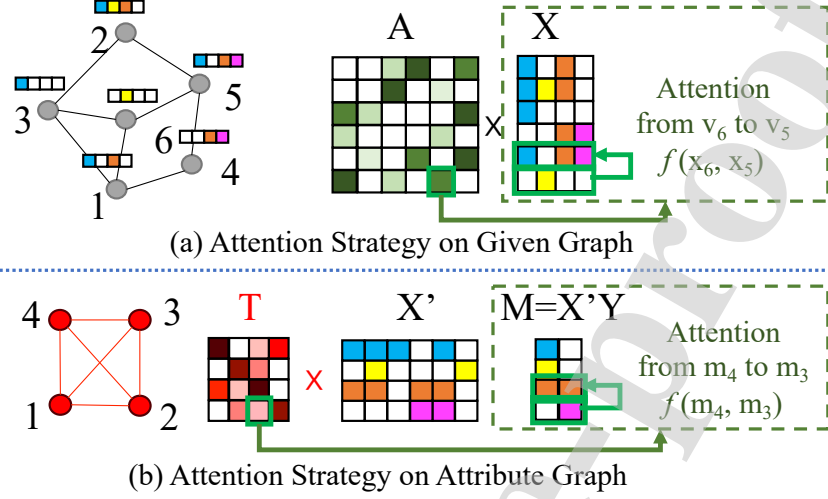 A
X
2
5
3
6
4
1
×
Attention
from v₆ to v₅
f(x₆, x₅)
(a) Attention Strategy on Given Graph
T
X'
M=X'Y
4
3
1
2
×
Attention
from m₄ to m₃
f(m₄, m₃)
(b) Attention Strategy on Attribute Graph